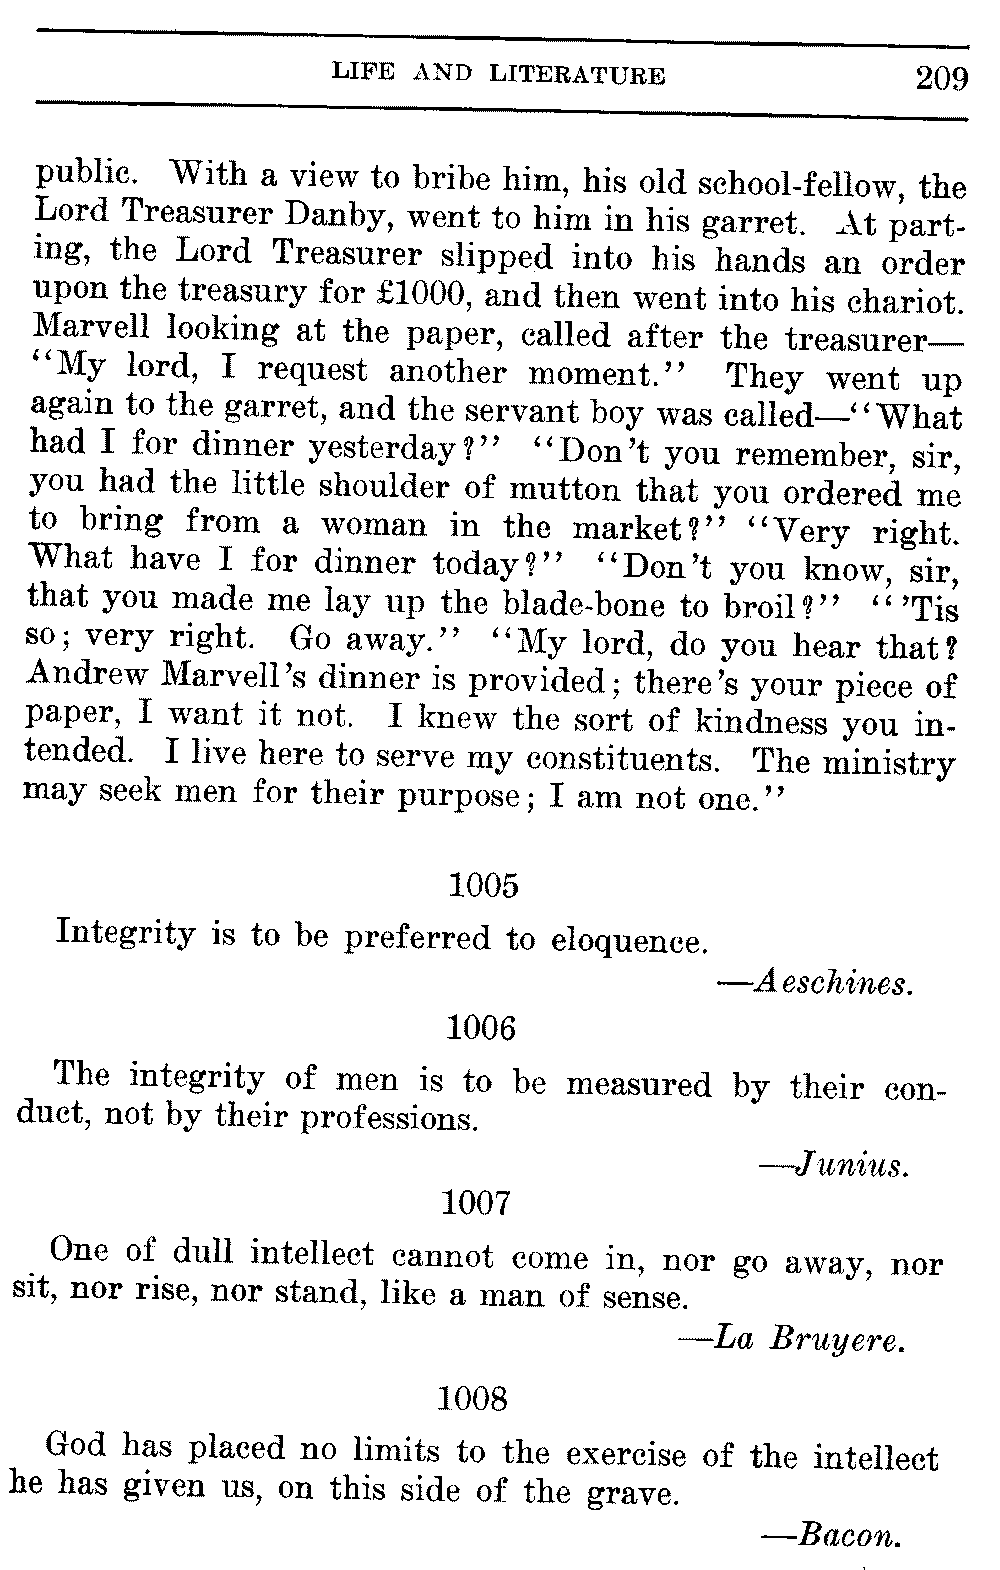 LIFE AND LITERATURE 209
public. With a view to bribe him, his old school-fellow, the
Lord Treasurer Danby, went to him in his garret. At part-
ing, the Lord Treasurer slipped into his hands an order
upon the treasury for £1000, and then went into his chariot.
Marvell looking at the paper, called after the treasurer—
“My lord, I request another moment.” They went up
again to the garret, and the servant boy was called—“What
had I for dinner yesterday?” “Don't you remember, sir,
you had the little shoulder of mutton that you ordered me
to bring from a woman in the market?” “Very right.
What have I for dinner today?” “Don't you know, sir,
that you made me lay up the blade-bone to broil?” “'Tis
so; very right. Go away.” “My lord, do you hear that?
Andrew Marvell's dinner is provided; there's your piece of
paper, I want it not. I knew the sort of kindness you in-
tended. I live here to serve my constituents. The ministry
may seek men for their purpose; I am not one.”
1005
Integrity is to be preferred to eloquence.
—Aeschines.
1006
The integrity of men is to be measured by their con-
duct, not by their professions.
—Junius.
1007
One of dull intellect cannot come in, nor go away, nor
sit, nor rise, nor stand, like a man of sense.
—La Bruyere.
1008
God has placed no limits to the exercise of the intellect
he has given us, on this side of the grave.
—Bacon.